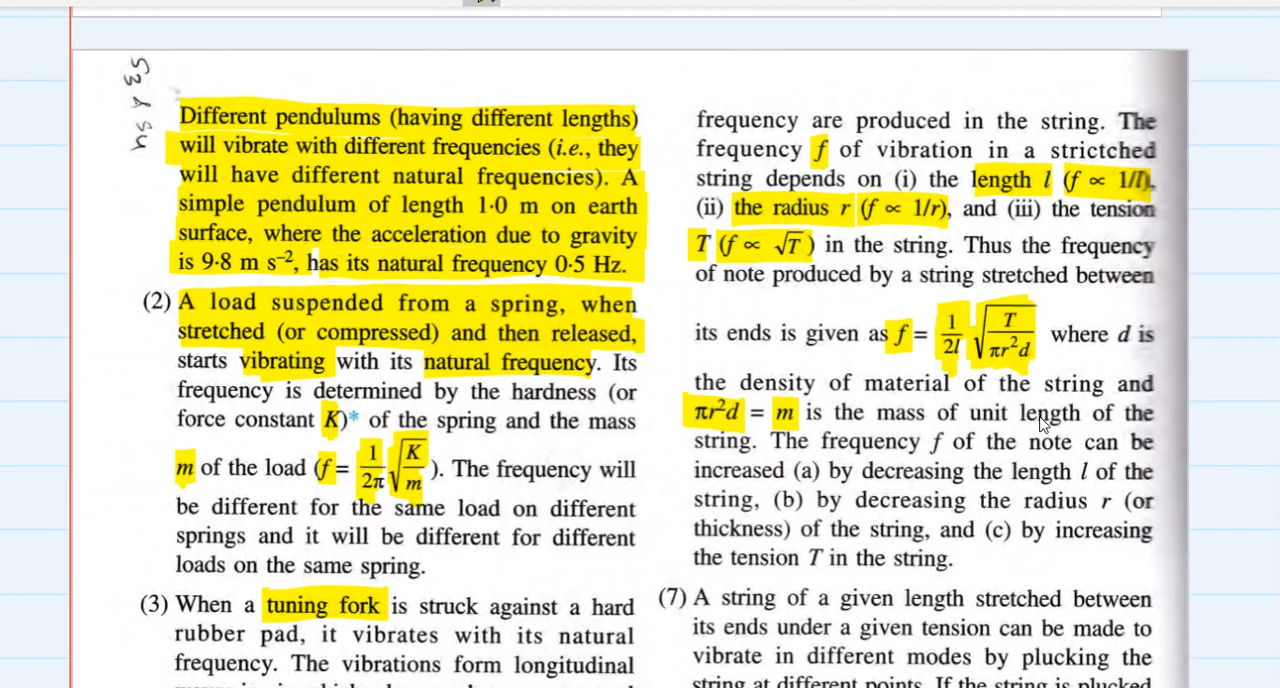 Different pendulums (having different lengths)
will vibrate with different frequencies (i.e., they
will have different natural frequencies). A
simple pendulum of length 1·0 m on earth
surface, where the acceleration due to gravity
is 9·8 m s⁻², has its natural frequency 0·5 Hz.
(2) A load suspended from a spring, when
stretched (or compressed) and then released,
starts vibrating with its natural frequency. Its
frequency is determined by the hardness (or
force constant K)* of the spring and the mass
m of the load (f = 1/2π √(K/m)). The frequency will
be different for the same load on different
springs and it will be different for different
loads on the same spring.
(3) When a tuning fork is struck against a hard
rubber pad, it vibrates with its natural
frequency. The vibrations form longitudinal
frequency are produced in the string. The
frequency f of vibration in a strictched
string depends on (i) the length l (f ∝ 1/l),
(ii) the radius r (f ∝ 1/r), and (iii) the tension
T (f ∝ √T) in the string. Thus the frequency
of note produced by a string stretched between
its ends is given as f = 1/2l √(T/πr²d) where d is
the density of material of the string and
πr²d = m is the mass of unit length of the
string. The frequency f of the note can be
increased (a) by decreasing the length l of the
string, (b) by decreasing the radius r (or
thickness) of the string, and (c) by increasing
the tension T in the string.
(7) A string of a given length stretched between
its ends under a given tension can be made to
vibrate in different modes by plucking the
string at different points. If the string is plucked